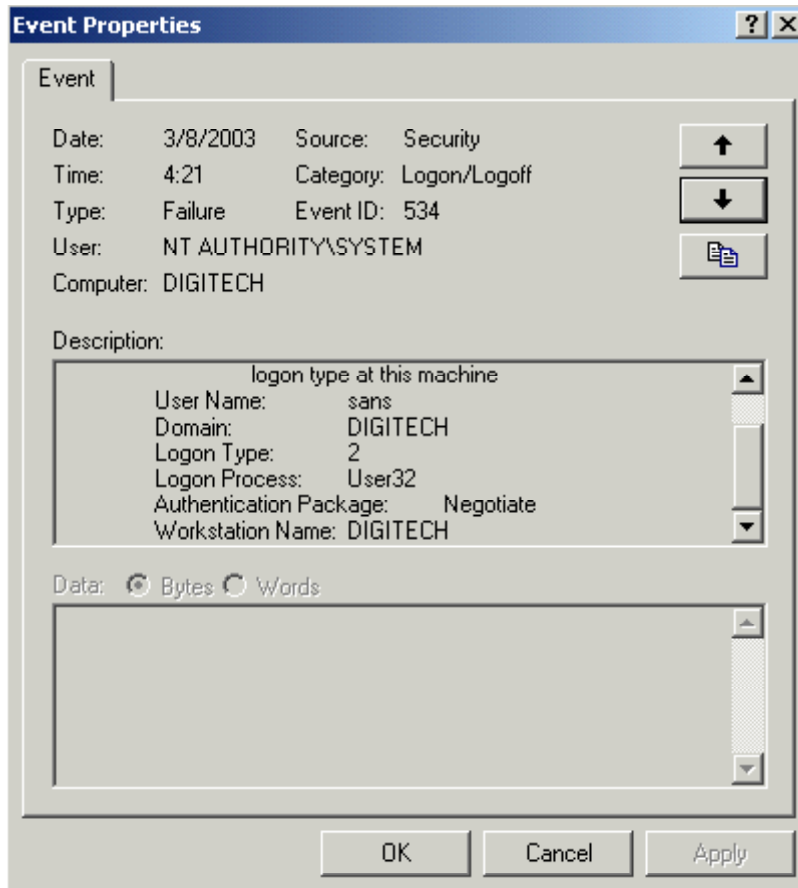 Event Properties
Event
Date: 3/8/2003 Source: Security
Time: 4:21 Category: Logon/Logoff
Type: Failure Event ID: 534
User: NT AUTHORITY\SYSTEM
Computer: DIGITECH
Description:
logon type at this machine
User Name: sans
Domain: DIGITECH
Logon Type: 2
Logon Process: User32
Authentication Package: Negotiate
Workstation Name: DIGITECH
Data: Bytes Words
OK Cancel Apply